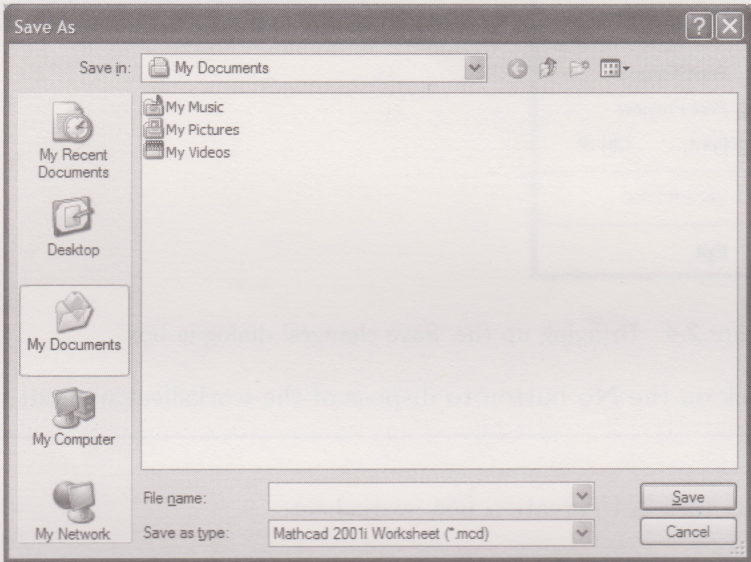 Save As
Save in:
My Documents
My Recent
Documents
Desktop
My Documents
My Computer
My Network
My Music
My Pictures
My Videos
File name:
Save
Save as type:
Mathcad 2001i Worksheet (*.mcd)
Cancel